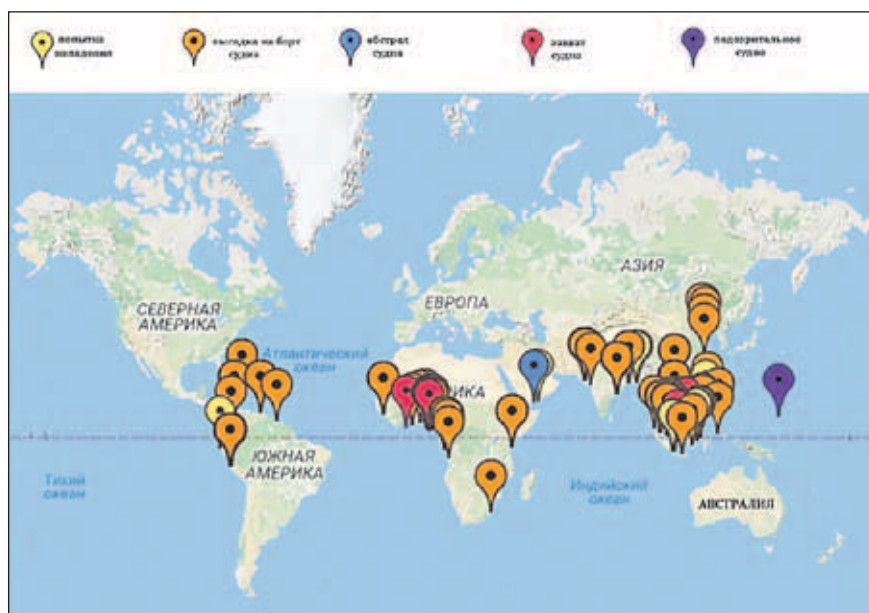 попытка
нападения
высадка на борт
судна
обстрел
судна
захват
судна
подозрительное
судно
СЕВЕРНАЯ
АМЕРИКА
Атлантический
океан
ЕВРОПА
АЗИЯ
РИКА
ЮЖНАЯ
АМЕРИКА
Тихий
океан
Индийский
океан
АВСТРАЛИЯ